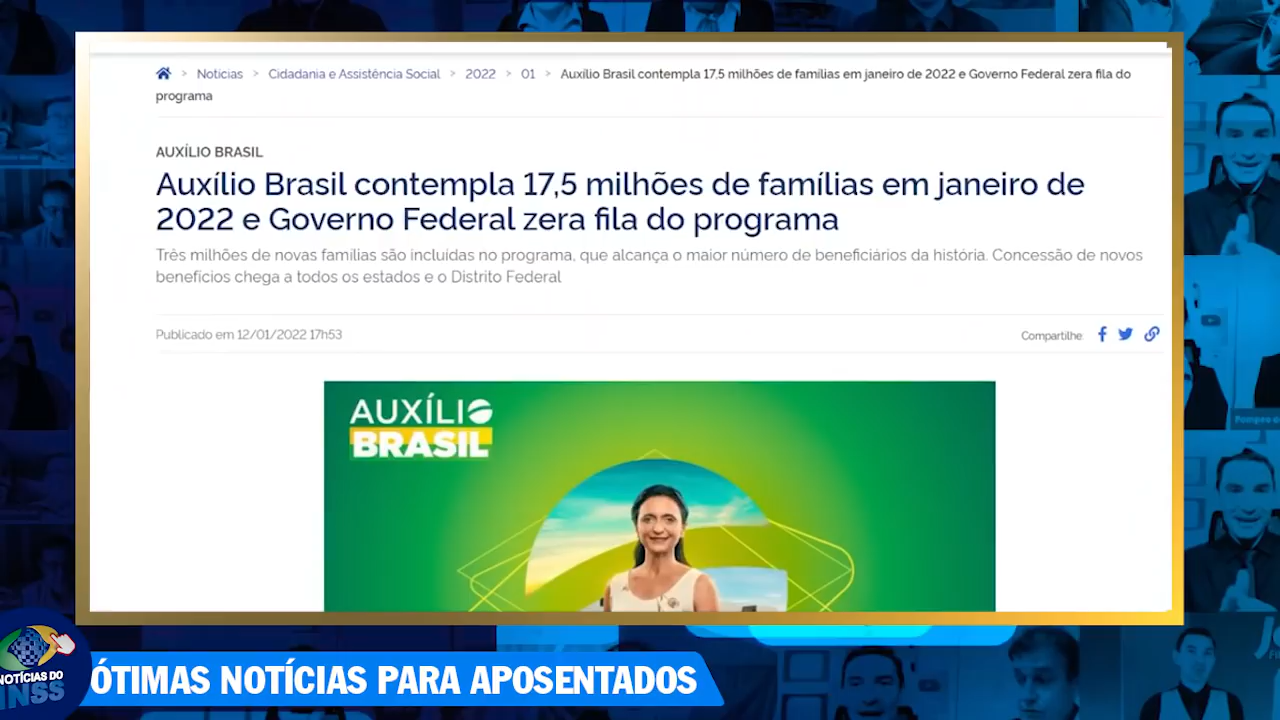 Notícias > Cidadania e Assistência Social > 2022 > 01 > Auxílio Brasil contempla 17,5 milhões de famílias em janeiro de 2022 e Governo Federal zera fila do
programa
AUXÍLIO BRASIL
Auxílio Brasil contempla 17,5 milhões de famílias em janeiro de
2022 e Governo Federal zera fila do programa
Três milhões de novas famílias são incluídas no programa, que alcança o maior número de beneficiários da história. Concessão de novos
benefícios chega a todos os estados e o Distrito Federal
Publicado em 12/01/2022 17h53
Compartilhe:
AUXÍLIO
BRASIL
NOTÍCIAS DO
INSS
ÓTIMAS NOTÍCIAS PARA APOSENTADOS